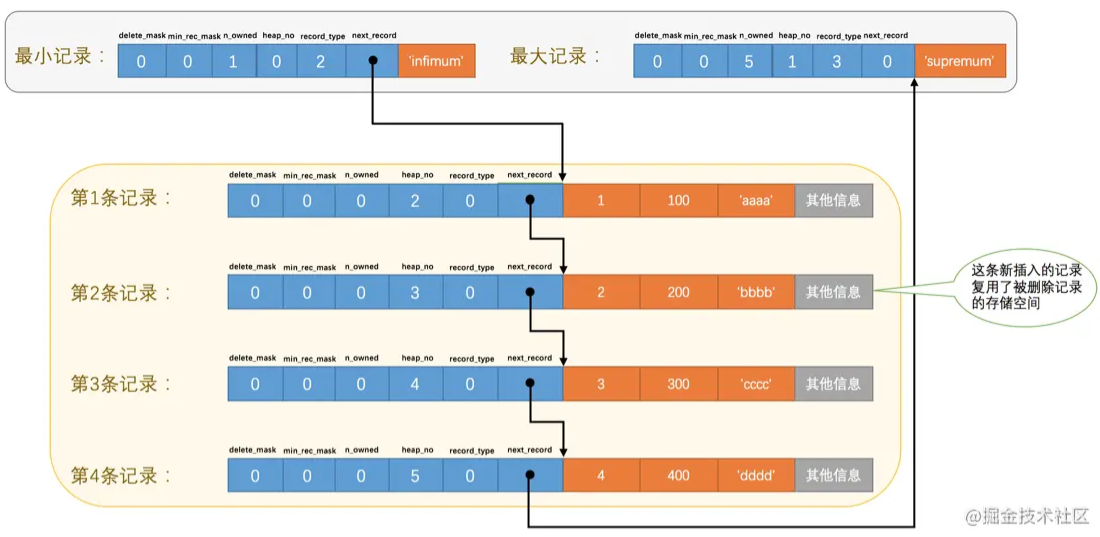 delete_mask min_rec_mask n_owned heap_no record_type next_record
最小记录： 0 0 1 0 2 'infimum'
delete_mask min_rec_mask n_owned heap_no record_type next_record
最大记录： 0 0 5 1 3 0 'supremum'
delete_mask min_rec_mask n_owned heap_no record_type next_record
第1条记录： 0 0 0 2 0 1 100 'aaaa' 其他信息
delete_mask min_rec_mask n_owned heap_no record_type next_record
第2条记录： 0 0 0 3 0 2 200 'bbbb' 其他信息
这条新插入的记录
复用了被删除记录
的存储空间
delete_mask min_rec_mask n_owned heap_no record_type next_record
第3条记录： 0 0 0 4 0 3 300 'cccc' 其他信息
delete_mask min_rec_mask n_owned heap_no record_type next_record
第4条记录： 0 0 0 5 0 4 400 'dddd' 其他信息
@掘金技术社区